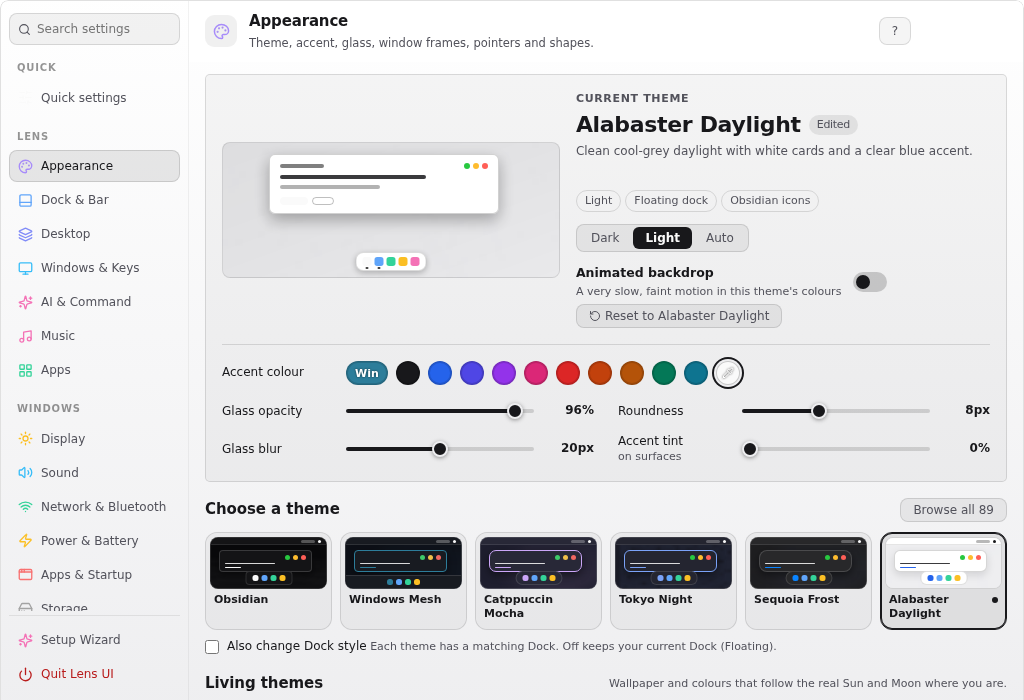 Search settings
QUICK
Quick settings
LENS
Appearance
Dock & Bar
Desktop
Windows & Keys
AI & Command
Music
Apps
WINDOWS
Display
Sound
Network & Bluetooth
Power & Battery
Apps & Startup
Storage
Setup Wizard
Quit Lens UI
Appearance
Theme, accent, glass, window frames, pointers and shapes.
?
CURRENT THEME
Alabaster Daylight Edited
Clean cool-grey daylight with white cards and a clear blue accent.
Light Floating dock Obsidian icons
Dark Light Auto
Animated backdrop
A very slow, faint motion in this theme's colours
Reset to Alabaster Daylight
Accent colour Win
Glass opacity 96% Roundness 8px
Glass blur 20px Accent tint 0%
on surfaces
Choose a theme Browse all 89
Obsidian Windows Mesh Catppuccin Tokyo Night Sequoia Frost Alabaster
Mocha Daylight
Also change Dock style Each theme has a matching Dock. Off keeps your current Dock (Floating).
Living themes Wallpaper and colours that follow the real Sun and Moon where you are.